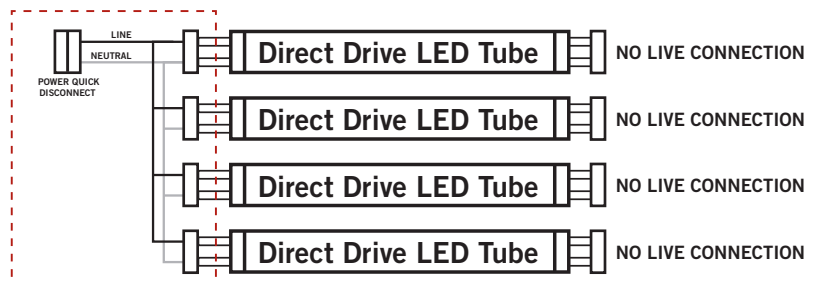 LINE
NEUTRAL
POWER QUICK
DISCONNECT
Direct Drive LED Tube NO LIVE CONNECTION
Direct Drive LED Tube NO LIVE CONNECTION
Direct Drive LED Tube NO LIVE CONNECTION
Direct Drive LED Tube NO LIVE CONNECTION